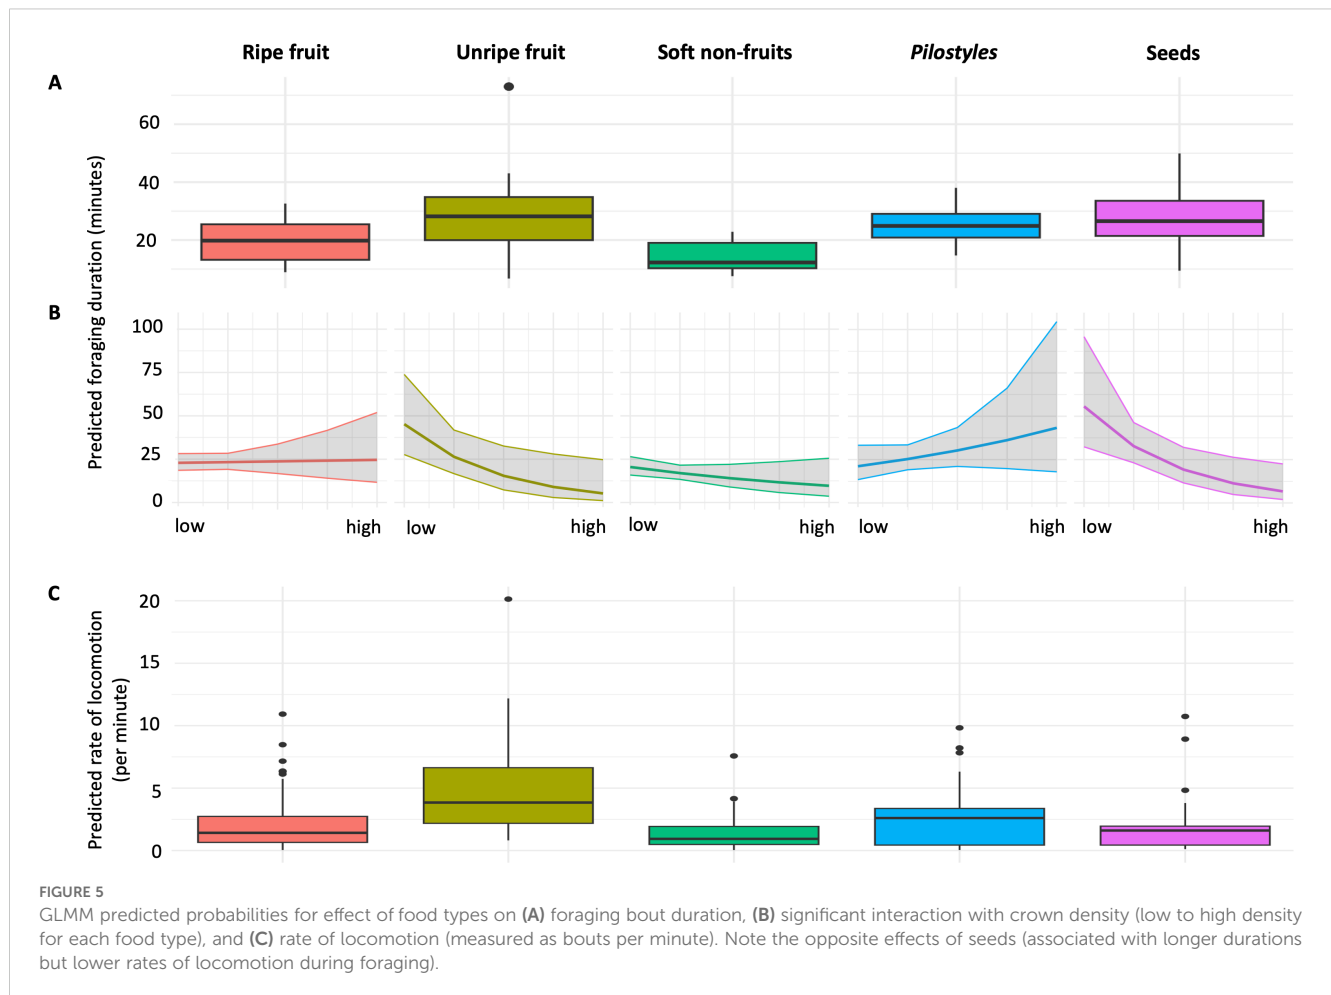 Ripe fruit Unripe fruit Soft non-fruits Pilostyles Seeds
A
Predicted foraging duration (minutes)
60
40
20
B
100
75
50
25
0
low high low high low high low high low high
C
Predicted rate of locomotion
(per minute)
20
15
10
5
0
FIGURE 5
GLMM predicted probabilities for effect of food types on (A) foraging bout duration, (B) significant interaction with crown density (low to high density
for each food type), and (C) rate of locomotion (measured as bouts per minute). Note the opposite effects of seeds (associated with longer durations
but lower rates of locomotion during foraging).